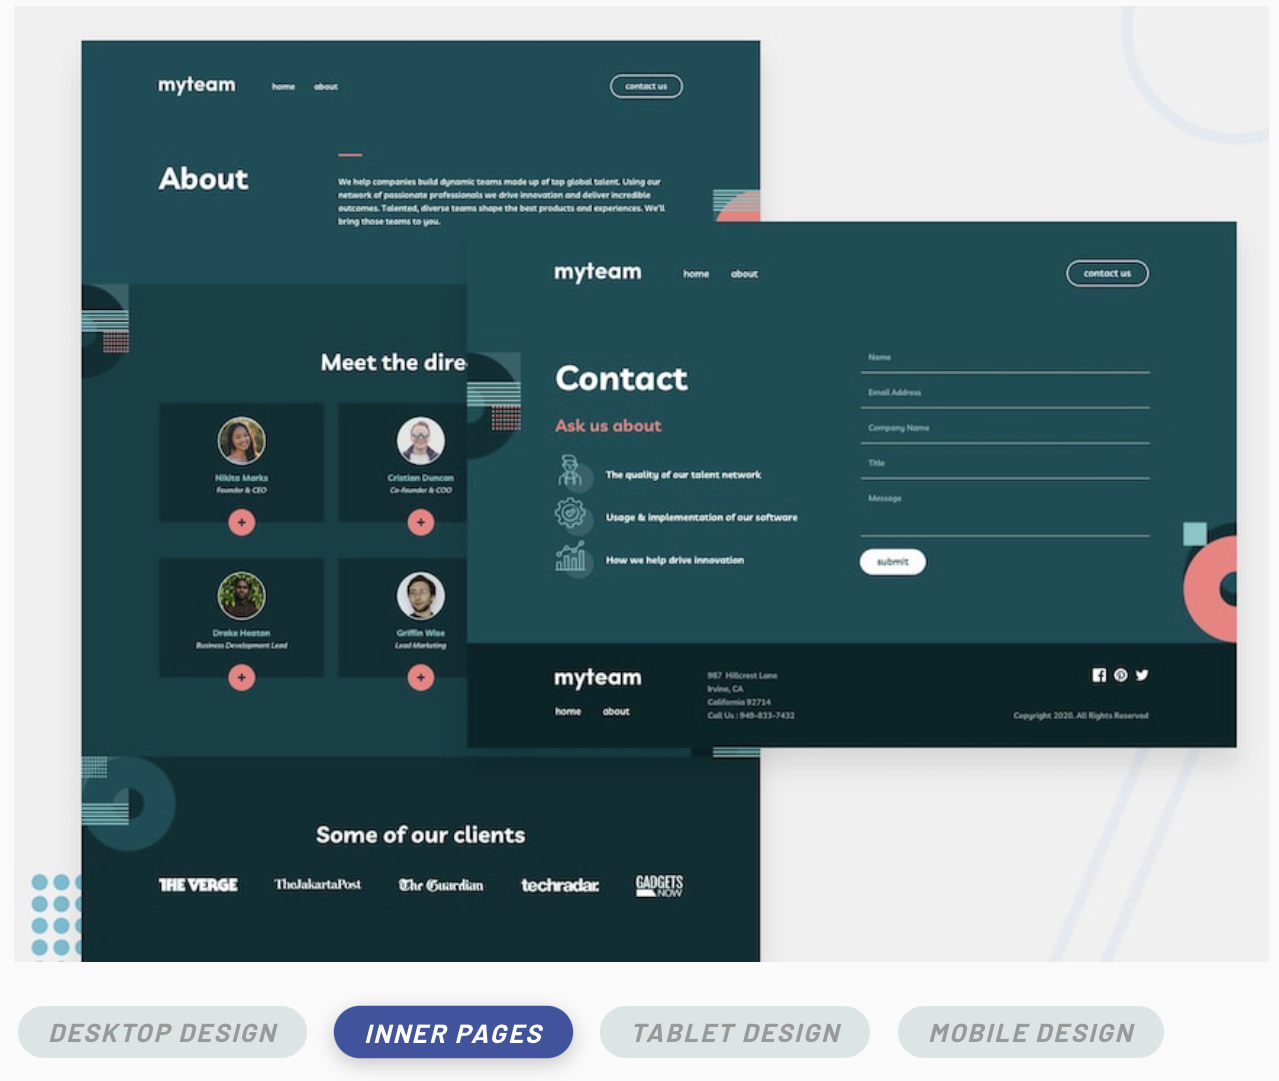 myteam
home
about
contact us
About
We help companies build dynamic teams made up of top global talent. Using our
network of passionate professionals we drive innovation and deliver incredible
outcomes. Talented, diverse teams shape the best products and experiences. We'll
bring those teams to you.
Meet the dire
Nikita Marks
Founder & CEO
Cristian Duncan
Co-founder & COO
Drake Heaton
Business Development Lead
Griffin Wise
Lead Marketing
Some of our clients
THE VERGE
TheJakartaPost
The Guardian
techradar.
GADGETS
NOW
myteam
home
about
contact us
Contact
Ask us about
The quality of our talent network
Usage & implementation of our software
How we help drive innovation
Name
Email Address
Company Name
Title
Message
submit
myteam
home
about
987 Hillcrest Lane
Irvine, CA
California 92714
Call Us : 949-833-7432
Copyright 2020. All Rights Reserved
DESKTOP DESIGN
INNER PAGES
TABLET DESIGN
MOBILE DESIGN